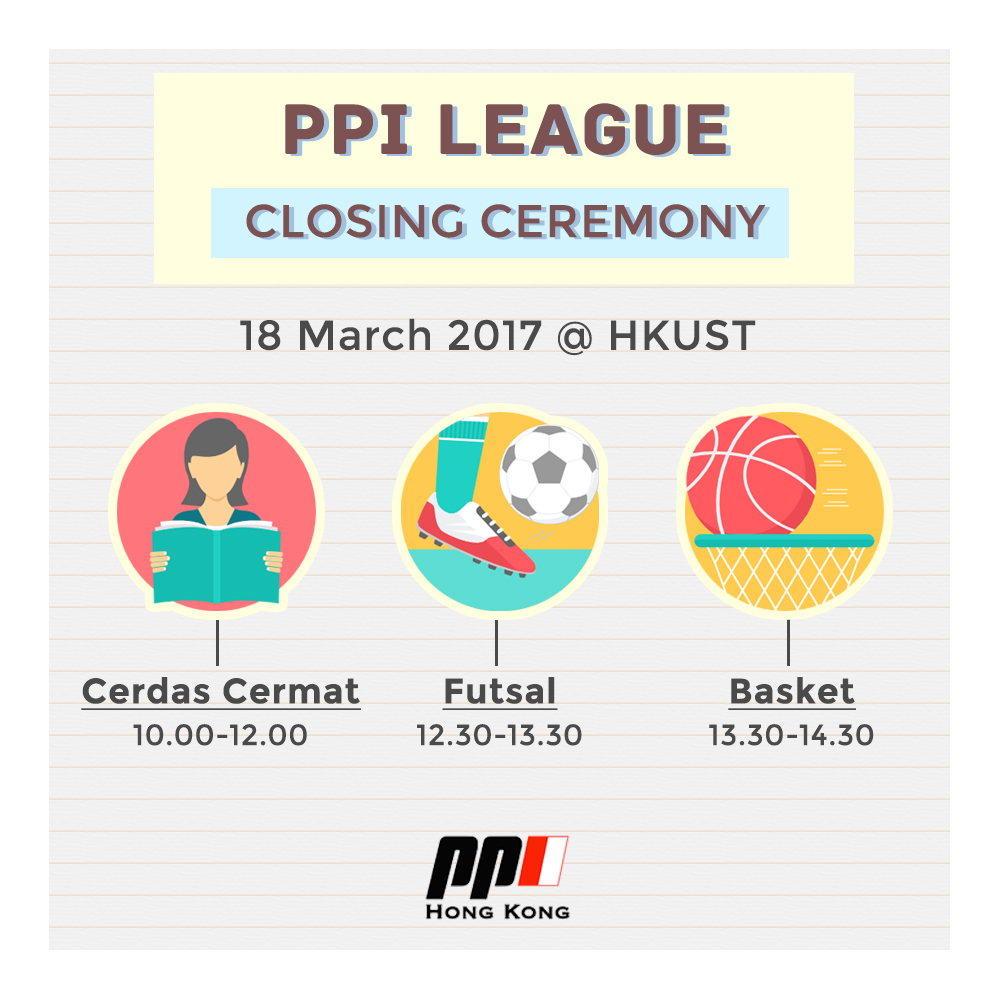 PPI LEAGUE
CLOSING CEREMONY
18 March 2017 @ HKUST
Cerdas Cermat
10.00-12.00
Futsal
12.30-13.30
Basket
13.30-14.30
PPI
HONG KONG